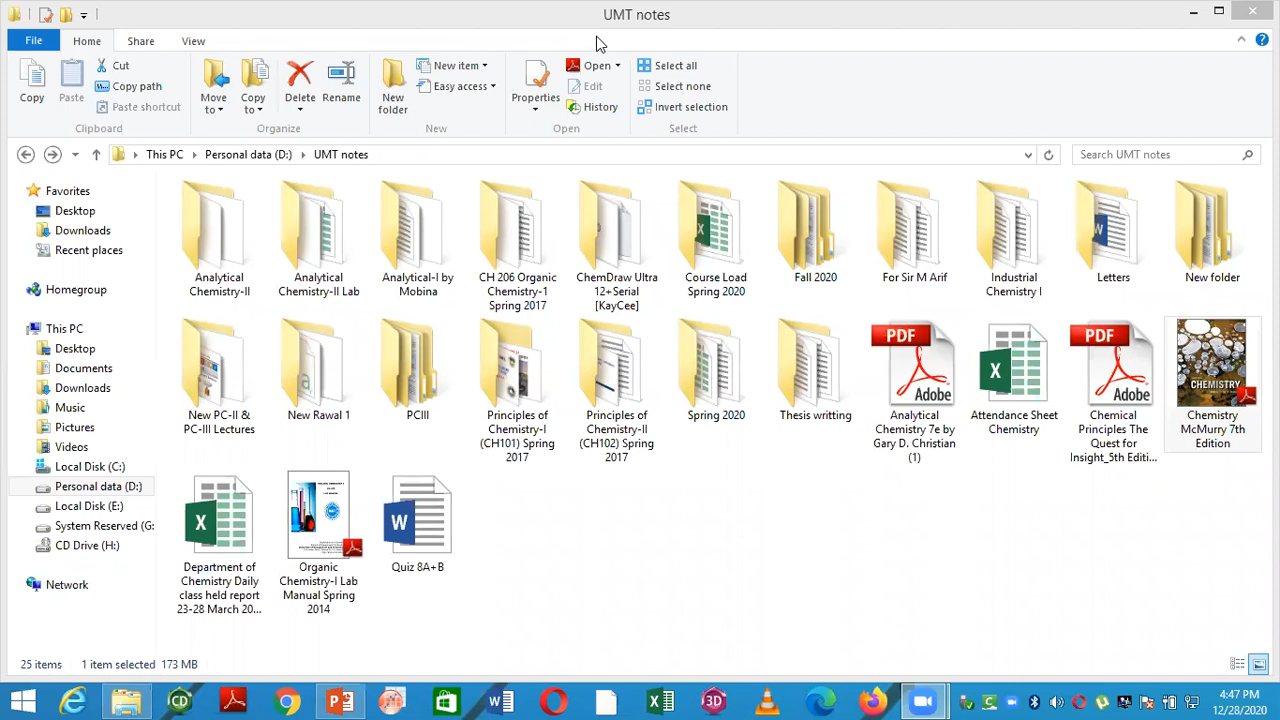 UMT notes
File Home Share View
Copy
Paste
Cut
Copy path
Paste shortcut
Clipboard
Move to
Copy to
Delete
Rename
Organize
New folder
New item
Easy access
New
Properties
Open
Edit
History
Open
Select all
Select none
Invert selection
Select
This PC Personal data (D:) UMT notes
Search UMT notes
Favorites
Desktop
Downloads
Recent places
Homegroup
This PC
Desktop
Documents
Downloads
Music
Pictures
Videos
Local Disk (C:)
Personal data (D:)
Local Disk (E:)
System Reserved (G:
CD Drive (H:)
Network
Analytical
Chemistry-II
Analytical
Chemistry-II Lab
Analytical-I by
Mobina
CH 206 Organic
Chemistry-1
Spring 2017
ChemDraw Ultra
12+Serial
[KayCee]
Course Load
Spring 2020
Fall 2020
For Sir M Arif
Industrial
Chemistry I
Letters
New folder
New PC-II &
PC-III Lectures
New Rawal 1
PCIII
Principles of
Chemistry-I
(CH101) Spring
2017
Principles of
Chemistry-II
(CH102) Spring
2017
Spring 2020
Thesis writting
PDF
Adobe
Analytical
Chemistry 7e by
Gary D. Christian
(1)
Attendance Sheet
Chemistry
PDF
Adobe
Chemical
Principles The
Quest for
Insight_5th Editi...
CHEMISTRY
Chemistry
McMurry 7th
Edition
Department of
Chemistry Daily
class held report
23-28 March 20...
Organic
Chemistry-I Lab
Manual Spring
2014
Quiz 8A+B
25 items 1 item selected 173 MB
4:47 PM
12/28/2020